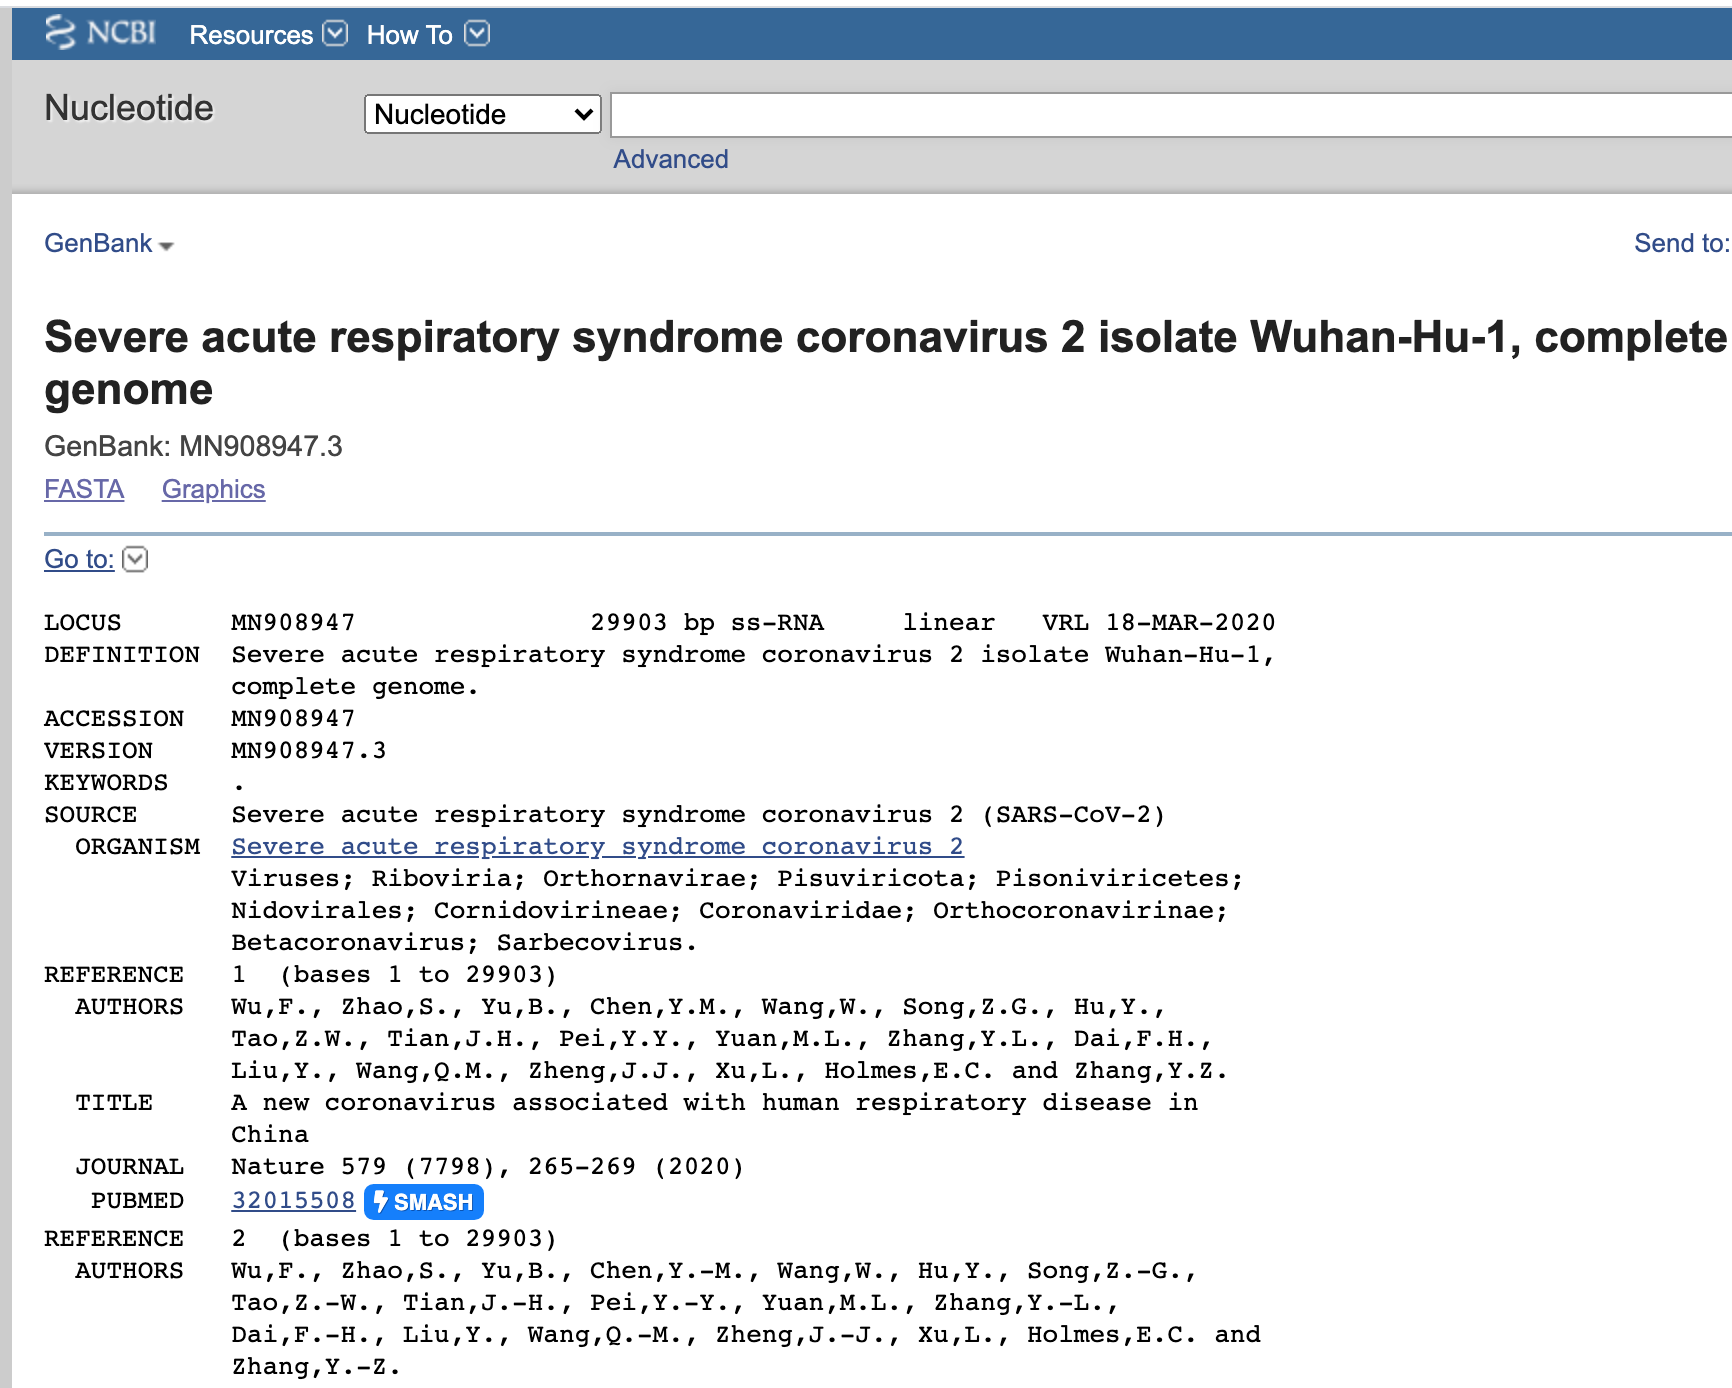 NCBI Resources How To
Nucleotide Nucleotide
Advanced
GenBank Send to:
Severe acute respiratory syndrome coronavirus 2 isolate Wuhan-Hu-1, complete
genome
GenBank: MN908947.3
FASTA Graphics
Go to:
LOCUS MN908947 29903 bp ss-RNA linear VRL 18-MAR-2020
DEFINITION Severe acute respiratory syndrome coronavirus 2 isolate Wuhan-Hu-1,
complete genome.
ACCESSION MN908947
VERSION MN908947.3
KEYWORDS .
SOURCE Severe acute respiratory syndrome coronavirus 2 (SARS-CoV-2)
ORGANISM Severe acute respiratory syndrome coronavirus 2
Viruses; Riboviria; Orthornavirae; Pisuviricota; Pisoniviricetes;
Nidovirales; Cornidovirineae; Coronaviridae; Orthocoronavirinae;
Betacoronavirus; Sarbecovirus.
REFERENCE 1 (bases 1 to 29903)
AUTHORS Wu,F., Zhao,S., Yu,B., Chen,Y.M., Wang,W., Song,Z.G., Hu,Y.,
Tao,Z.W., Tian,J.H., Pei,Y.Y., Yuan,M.L., Zhang,Y.L., Dai,F.H.,
Liu,Y., Wang,Q.M., Zheng,J.J., Xu,L., Holmes,E.C. and Zhang,Y.Z.
TITLE A new coronavirus associated with human respiratory disease in
China
JOURNAL Nature 579 (7798), 265-269 (2020)
PUBMED 32015508 SMASH
REFERENCE 2 (bases 1 to 29903)
AUTHORS Wu,F., Zhao,S., Yu,B., Chen,Y.-M., Wang,W., Hu,Y., Song,Z.-G.,
Tao,Z.-W., Tian,J.-H., Pei,Y.-Y., Yuan,M.L., Zhang,Y.-L.,
Dai,F.-H., Liu,Y., Wang,Q.-M., Zheng,J.-J., Xu,L., Holmes,E.C. and
Zhang,Y.-Z.